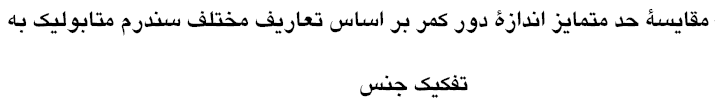 مقایسهٔ حد متمایز اندازهٔ دور کمر بر اساس تعاریف مختلف سندرم متابولیک به
تفکیک جنس